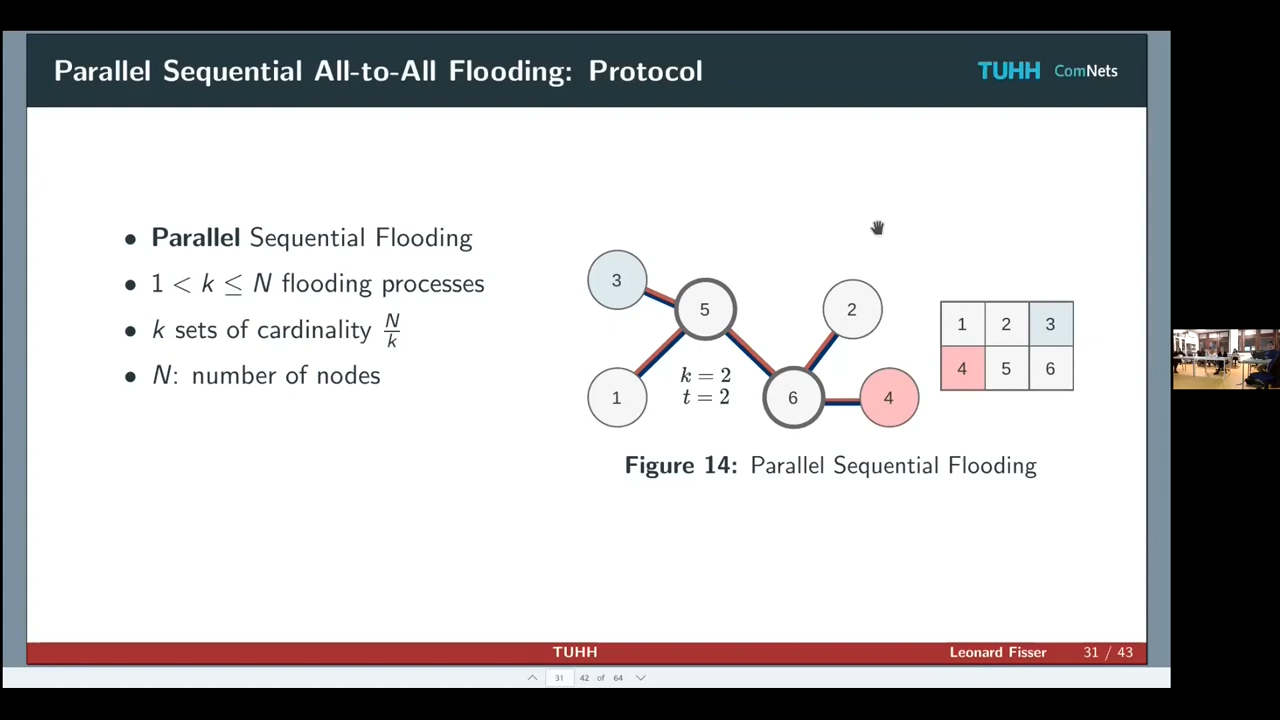 Parallel Sequential All-to-All Flooding: Protocol
TUHH ComNets
• Parallel Sequential Flooding
• 1 < k ≤ N flooding processes
• k sets of cardinality N/k
• N: number of nodes
3
5
2
1
k = 2
t = 2
6
4
1 2 3
4 5 6
Figure 14: Parallel Sequential Flooding
TUHH
Leonard Fisser 31 / 43
31 42 of 64